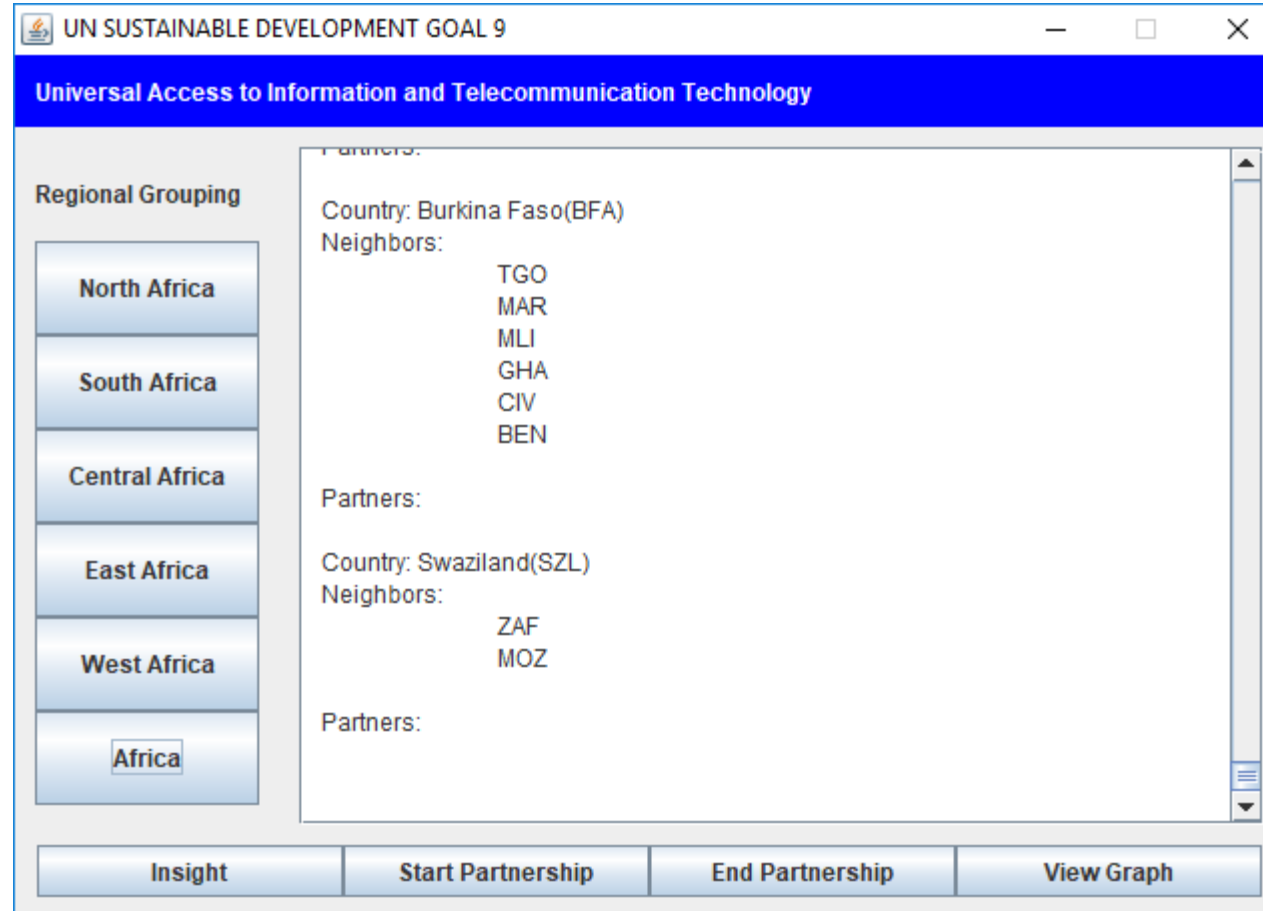 UN SUSTAINABLE DEVELOPMENT GOAL 9
Universal Access to Information and Telecommunication Technology
Regional Grouping
North Africa
South Africa
Central Africa
East Africa
West Africa
Africa
Partners:
Country: Burkina Faso(BFA)
Neighbors:
TGO
MAR
MLI
GHA
CIV
BEN
Partners:
Country: Swaziland(SZL)
Neighbors:
ZAF
MOZ
Partners:
Insight
Start Partnership
End Partnership
View Graph